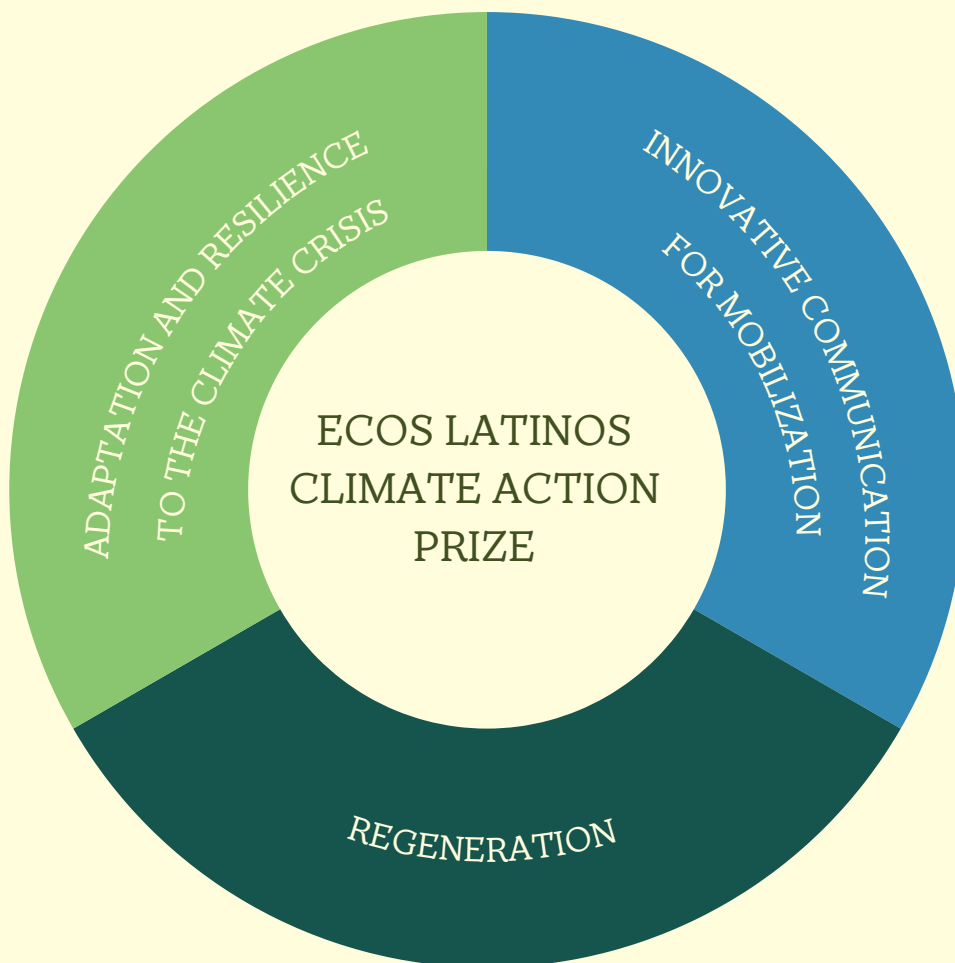 ADAPTATION AND RESILIENCE
TO THE CLIMATE CRISIS
INNOVATIVE COMMUNICATION
FOR MOBILIZATION
ECOS LATINOS
CLIMATE ACTION
PRIZE
REGENERATION